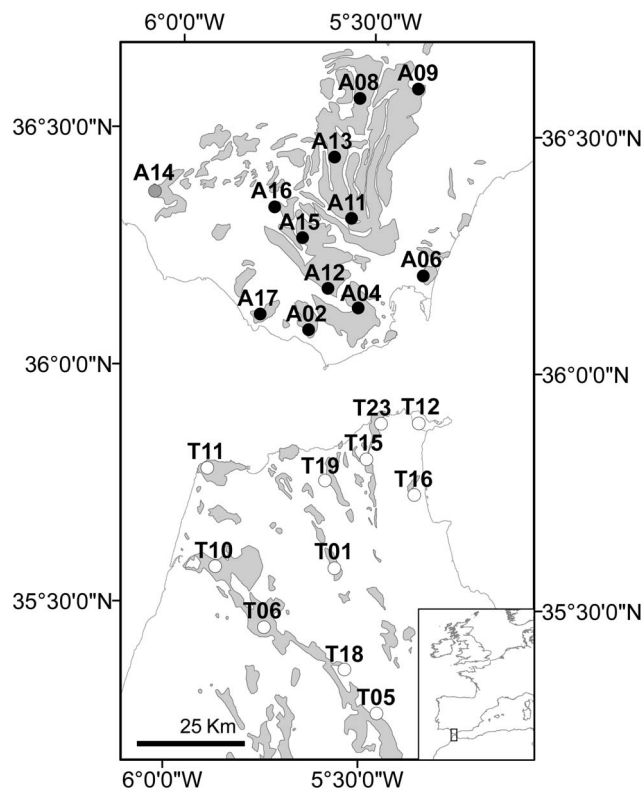 6°0'0"W 5°30'0"W
A08 A09
36°30'0"N
36°30'0"N
A13
A14
A16
A11
A15
A06
A12
A04
A17
A02
36°0'0"N
36°0'0"N
T23 T12
T15
T11
T19
T16
T10 T01
T06
35°30'0"N
35°30'0"N
T18
T05
25 Km
6°0'0"W 5°30'0"W